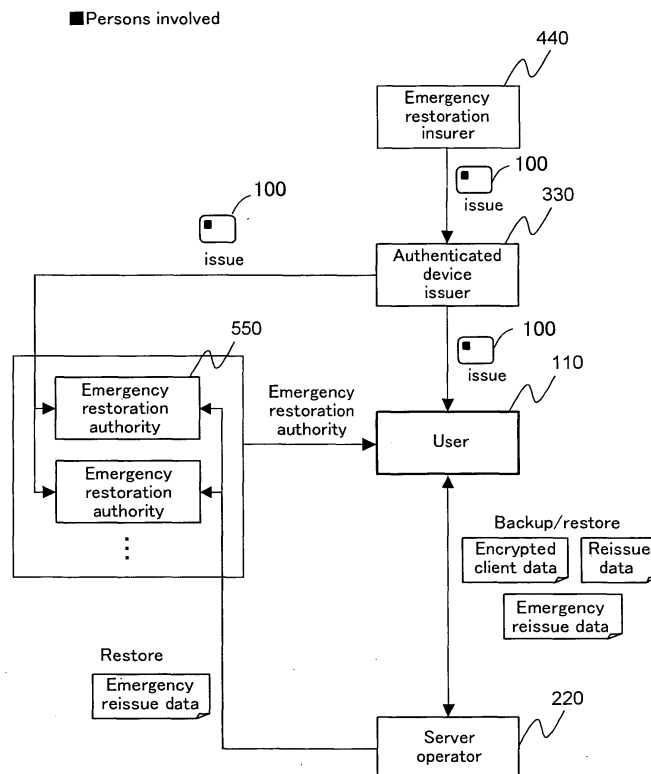 ■Persons involved
440
Emergency
restoration
insurer
100
issue
100
issue
330
Authenticated
device
issuer
100
issue
550
110
Emergency
restoration
authority
Emergency
restoration
authority
User
Emergency
restoration
authority
Backup/restore
Encrypted
client data
Reissue
data
Emergency
reissue data
Restore
Emergency
reissue data
220
Server
operator